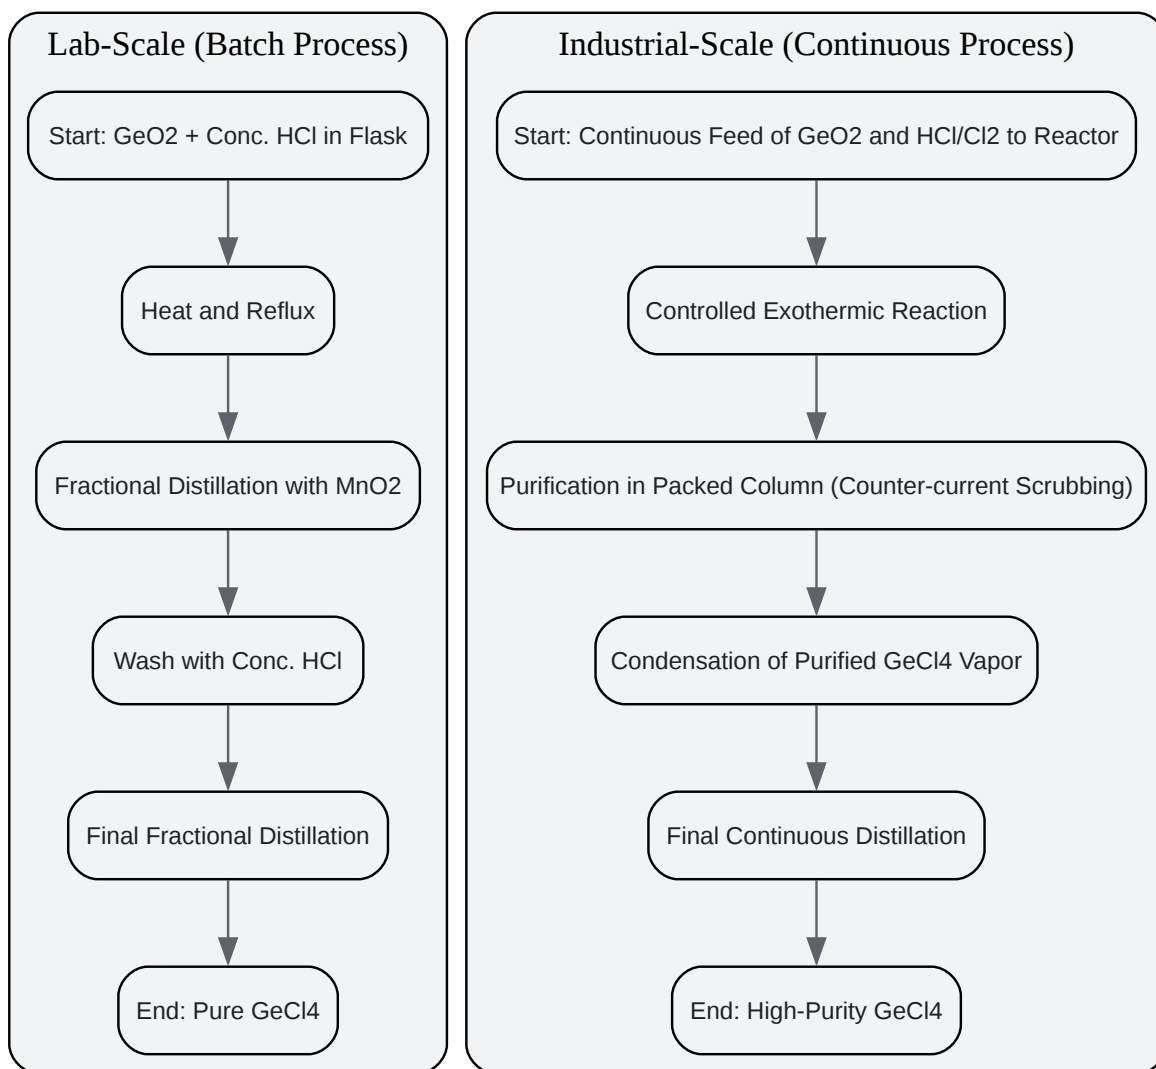 Lab-Scale (Batch Process)
Start: GeO2 + Conc. HCl in Flask
Heat and Reflux
Fractional Distillation with MnO2
Wash with Conc. HCl
Final Fractional Distillation
End: Pure GeCl4
Industrial-Scale (Continuous Process)
Start: Continuous Feed of GeO2 and HCl/Cl2 to Reactor
Controlled Exothermic Reaction
Purification in Packed Column (Counter-current Scrubbing)
Condensation of Purified GeCl4 Vapor
Final Continuous Distillation
End: High-Purity GeCl4